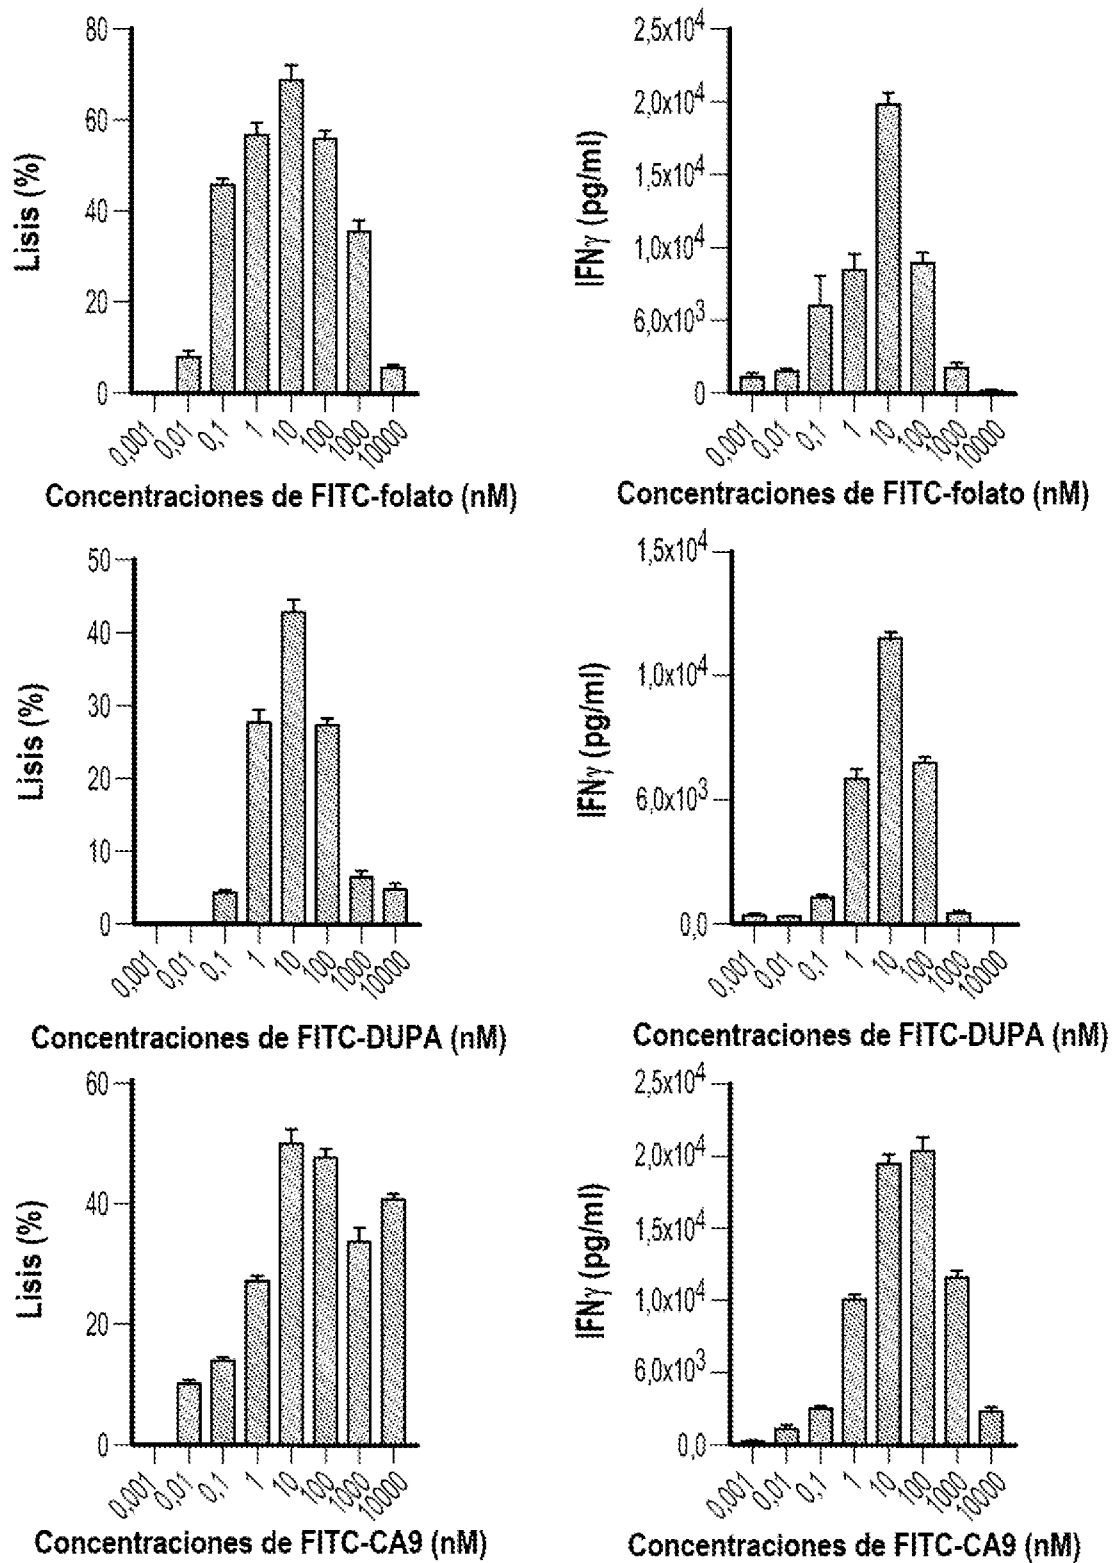 80
60
40
20
0
Lisis (%)
0,001 0,01 0,1 1 10 100 1000 10000
Concentraciones de FITC-folato (nM)
2,5x10⁴
2,0x10⁴
1,5x10⁴
1,0x10⁴
6,0x10³
0
IFNγ (pg/ml)
0,001 0,01 0,1 1 10 100 1000 10000
Concentraciones de FITC-folato (nM)
50
40
30
20
10
0
Lisis (%)
0,001 0,01 0,1 1 10 100 1000 10000
Concentraciones de FITC-DUPA (nM)
1,5x10⁴
1,0x10⁴
6,0x10³
0,0
IFNγ (pg/ml)
0,001 0,01 0,1 1 10 100 1000 10000
Concentraciones de FITC-DUPA (nM)
60
40
20
0
Lisis (%)
0,001 0,01 0,1 1 10 100 1000 10000
Concentraciones de FITC-CA9 (nM)
2,5x10⁴
2,0x10⁴
1,5x10⁴
1,0x10⁴
6,0x10³
0,0
IFNγ (pg/ml)
0,001 0,01 0,1 1 10 100 1000 10000
Concentraciones de FITC-CA9 (nM)